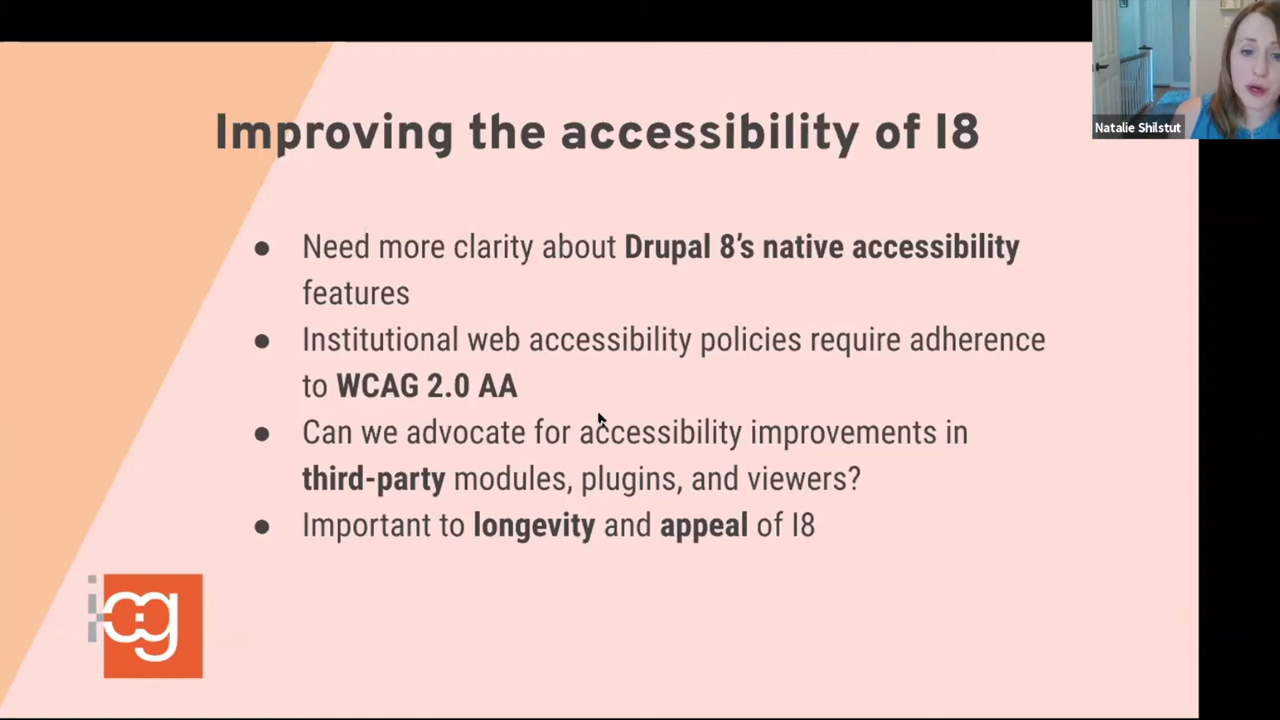 Improving the accessibility of I8
Natalie Shilstut
● Need more clarity about Drupal 8’s native accessibility
features
● Institutional web accessibility policies require adherence
to WCAG 2.0 AA
● Can we advocate for accessibility improvements in
third-party modules, plugins, and viewers?
● Important to longevity and appeal of I8
icg